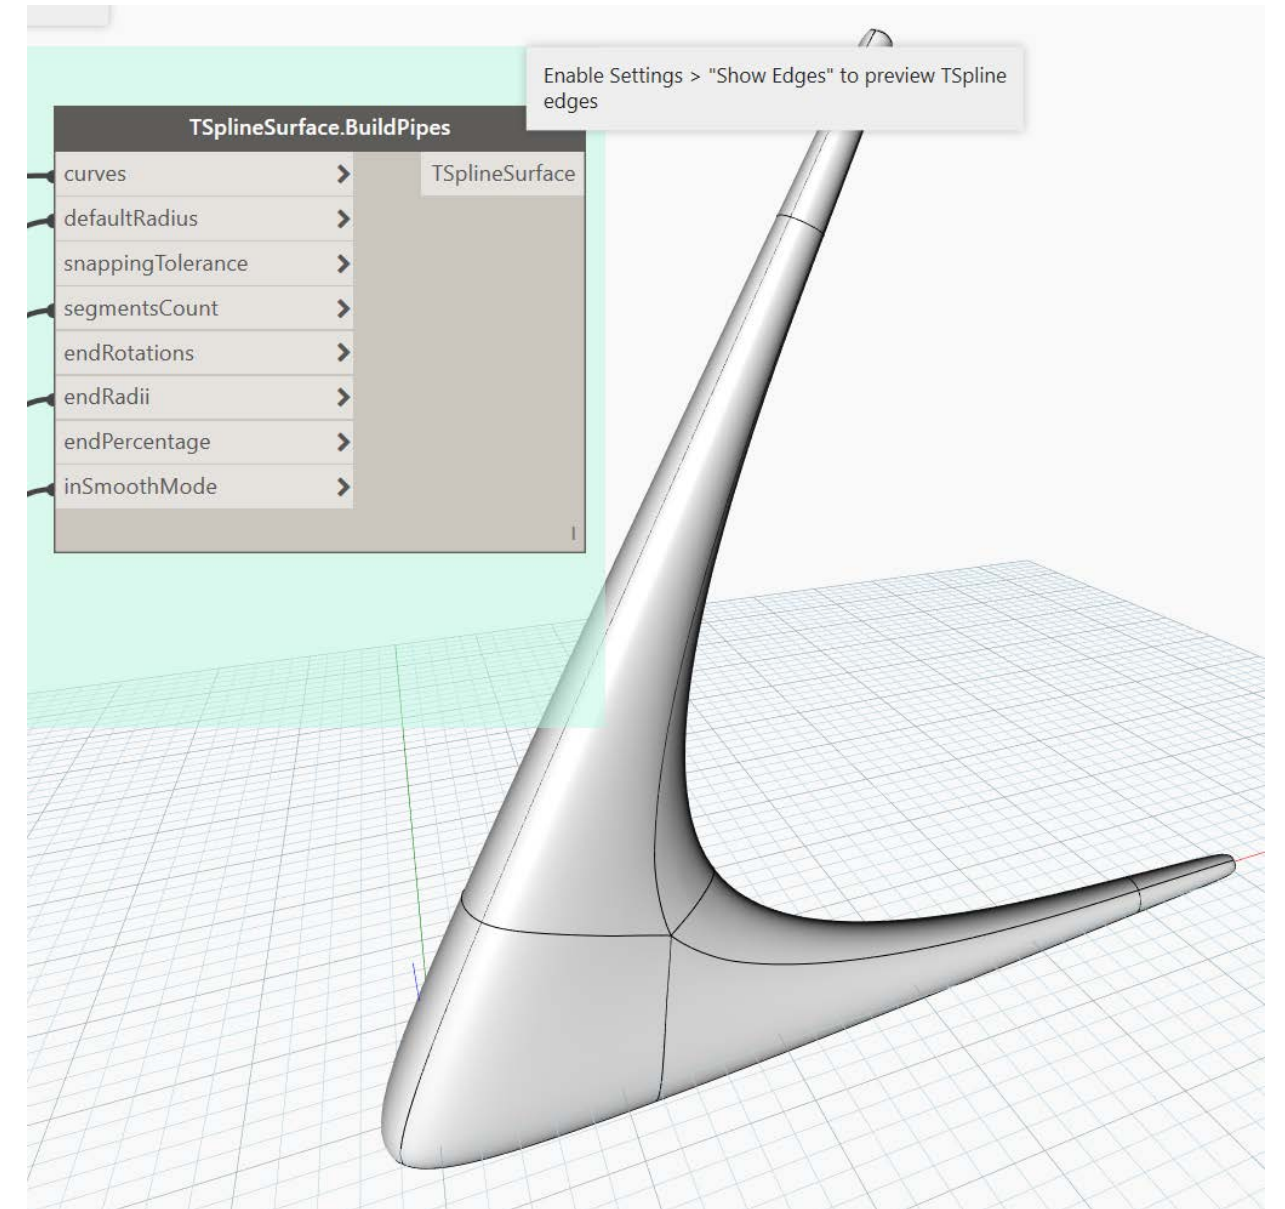 Enable Settings > "Show Edges" to preview TSpline
edges
TSplineSurface.BuildPipes
curves
TSplineSurface
defaultRadius
snappingTolerance
segmentsCount
endRotations
endRadii
endPercentage
inSmoothMode
l